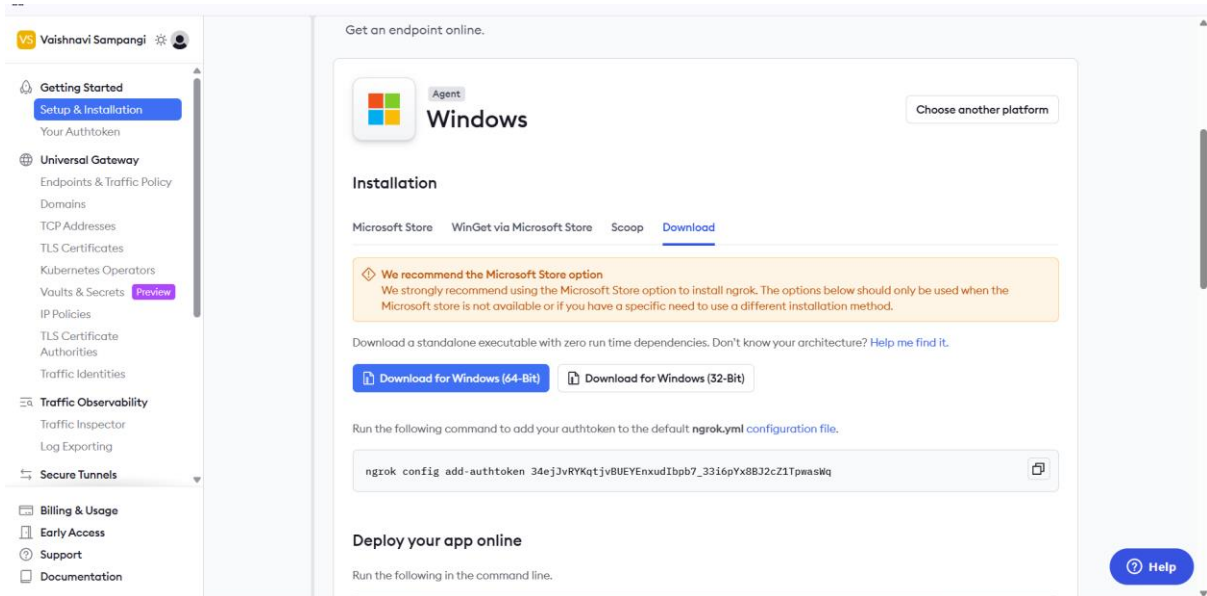 VS Vaishnavi Sampangi
Getting Started
Setup & Installation
Your Authtoken
Universal Gateway
Endpoints & Traffic Policy
Domains
TCP Addresses
TLS Certificates
Kubernetes Operators
Vaults & Secrets Preview
IP Policies
TLS Certificate
Authorities
Traffic Identities
Traffic Observability
Traffic Inspector
Log Exporting
Secure Tunnels
Billing & Usage
Early Access
Support
Documentation
Get an endpoint online.
Agent
Windows
Choose another platform
Installation
Microsoft Store WinGet via Microsoft Store Scoop Download
We recommend the Microsoft Store option
We strongly recommend using the Microsoft Store option to install ngrok. The options below should only be used when the
Microsoft store is not available or if you have a specific need to use a different installation method.
Download a standalone executable with zero run time dependencies. Don't know your architecture? Help me find it.
Download for Windows (64-Bit) Download for Windows (32-Bit)
Run the following command to add your authtoken to the default ngrok.yml configuration file.
ngrok config add-authtoken 34ejJvRYKqtjvBUEYEnxudIbpb7_33i6pYx8BJ2cZ1TpwasWq
Deploy your app online
Run the following in the command line.
Help